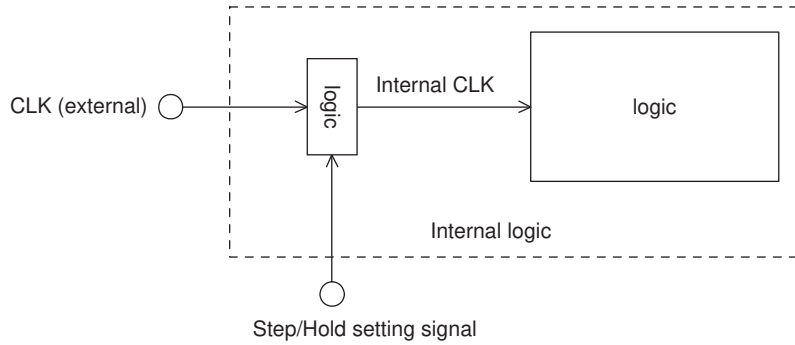 CLK (external)
logic
Internal CLK
logic
Internal logic
Step/Hold setting signal